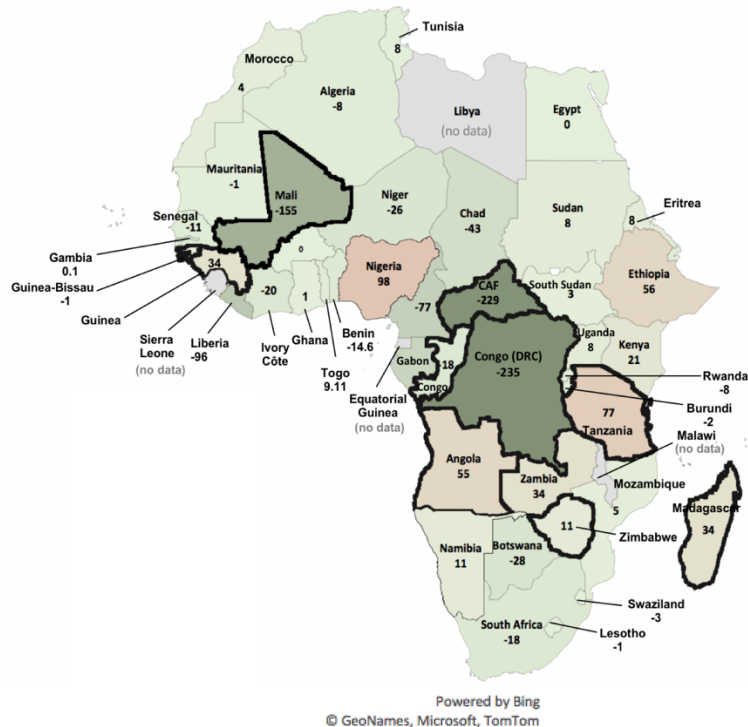 Tunisia
8
Morocco
4
Algeria
-8
Libya
(no data)
Egypt
0
Mauritania
-1
Mali
-155
Niger
-26
Chad
-43
Sudan
8
Eritrea
8
Senegal
-11
Gambia
0.1
Guinea-Bissau
-1
Guinea
34
Sierra
Leone
(no data)
Liberia
-96
Ivory
Côte
-20
0
Ghana
1
Togo
9.11
Benin
-14.6
Nigeria
98
-77
CAF
-229
South Sudan
3
Ethiopia
56
Equatorial
Guinea
(no data)
Gabon
-18
Congo
Congo (DRC)
-235
Uganda
8
Kenya
21
Rwanda
-8
Burundi
-2
77
Tanzania
Malawi
(no data)
Angola
55
Zambia
34
Mozambique
5
Madagascar
34
11
Zimbabwe
Namibia
11
Botswana
-28
Swaziland
-3
South Africa
-18
Lesotho
-1
Powered by Bing
© GeoNames, Microsoft, TomTom